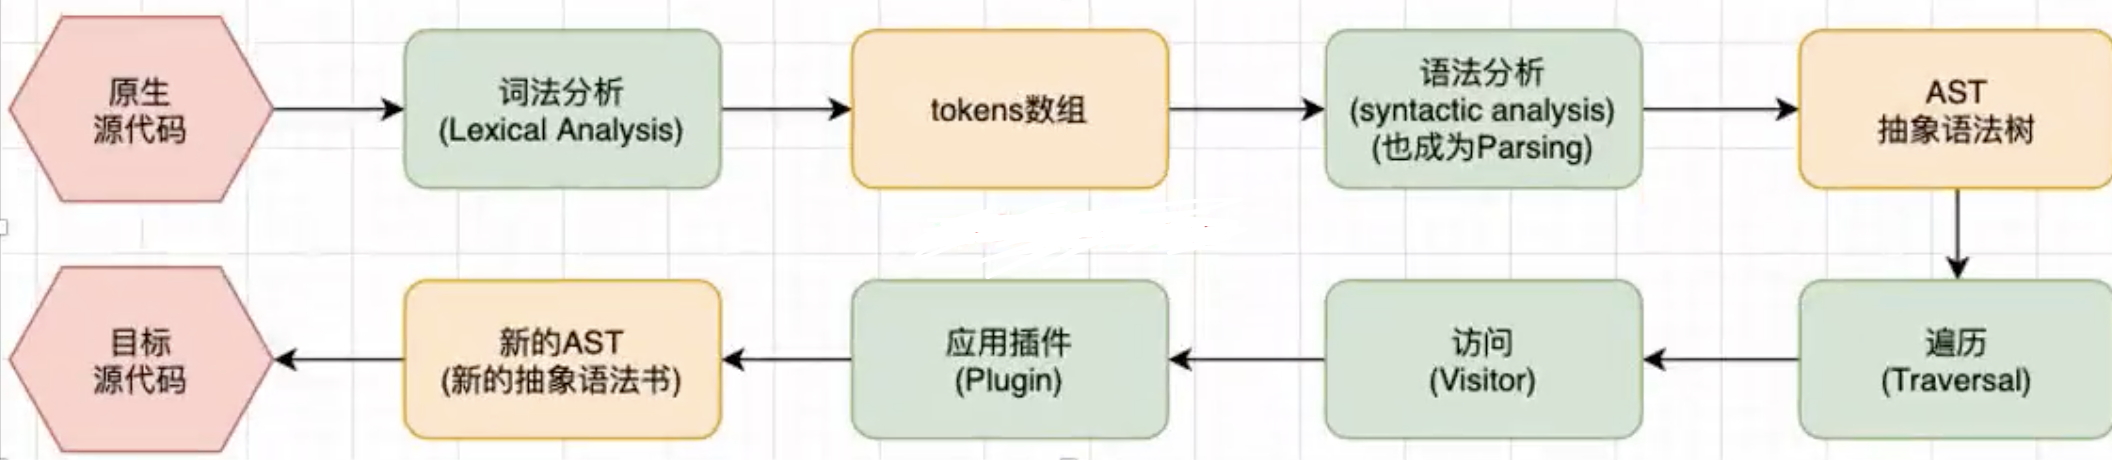 原生
源代码
词法分析
(Lexical Analysis)
tokens数组
语法分析
(syntactic analysis)
(也成为Parsing)
AST
抽象语法树
目标
源代码
新的AST
(新的抽象语法书)
应用插件
(Plugin)
访问
(Visitor)
遍历
(Traversal)